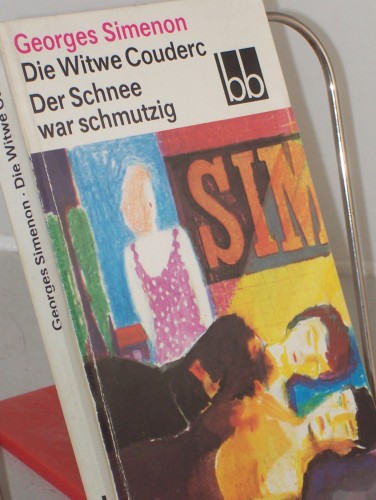 Georges Simenon
Die Witwe Couderc
Der Schnee
war schmutzig
bb
SIM
Georges Simenon · Die Witwe